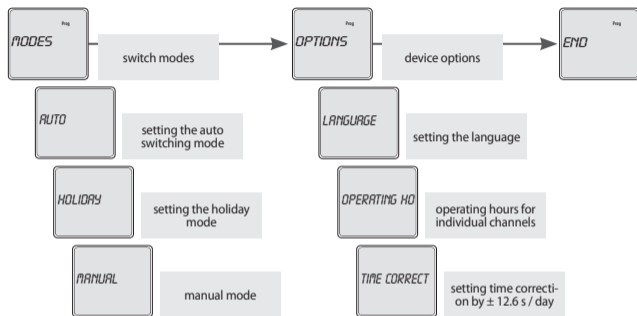 Prog
MODES
switch modes
Prog
OPTIONS
device options
Prog
END
AUTO
setting the auto
switching mode
LANGUAGE
setting the language
HOLIDAY
setting the holiday
mode
OPERATING HO
operating hours for
individual channels
MANUAL
manual mode
TIME CORRECT
setting time correcti-
on by ± 12.6 s / day